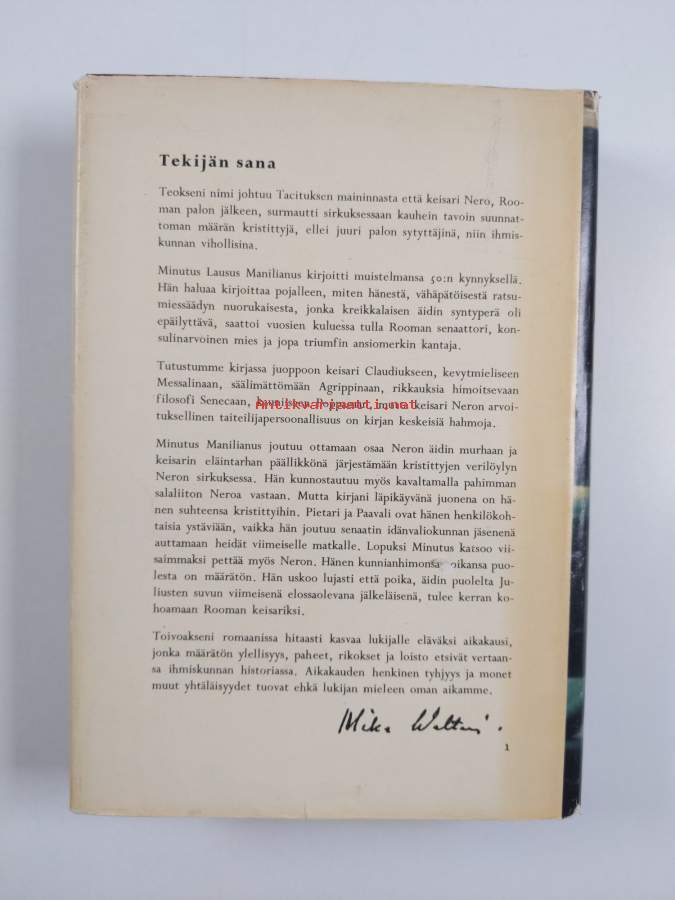 Tekijän sana
Teokseni nimi johtuu Tacituksen maininnasta että keisari Nero, Roo-
man palon jälkeen, surmautti sirkuksessaan kauhein tavoin suunnat-
toman määrän kristittyjä, ellei juuri palon sytyttäjinä, niin ihmis-
kunnan vihollisina.
Minutus Lausus Manilianus kirjoitti muistelmansa 50:n kynnyksellä.
Hän haluaa kirjoittaa pojalleen, miten hänestä, vähäpätöisestä ratsu-
miessäädyn nuorukaisesta, jonka kreikkalaisen äidin syntyperä oli
epäilyttävä, saattoi vuosien kuluessa tulla Rooman senaattori, kon-
sulinarvoinen mies ja jopa triumfin ansiomerkin kantaja.
Tutustumme kirjassa juoppoon keisari Claudiukseen, kevytmieliseen
Messalinaan, säälimättömään Agrippinaan, rikkauksia himoitsevaan
filosofi Senecaan, mutta keisari Neron arvoi-
Antikvariaatti.net
tuksellinen taiteilijapersoonallisuus on kirjan keskeisiä hahmoja.
Minutus Manilianus joutuu ottamaan osaa Neron äidin murhaan ja
keisarin eläintarhan päällikkönä järjestämään kristittyjen verilöylyn
Neron sirkuksessa. Hän kunnostautuu myös kavaltamalla pahimman
salaliiton Neroa vastaan. Mutta kirjani läpikäyvänä juonena on hä-
nen suhteensa kristittyihin. Pietari ja Paavali ovat hänen henkilökoh-
taisia ystäviään, vaikka hän joutuu senaatin idänvaliokunnan jäsenenä
auttamaan heidät viimeiselle matkalle. Lopuksi Minutus katsoo vii-
saimmaksi pettää myös Neron. Hänen kunnianhimonsa poikansa puo-
lesta on määrätön. Hän uskoo lujasti että poika, äidin puolelta Ju-
liusten suvun viimeisenä elossaolevana jälkeläisenä, tulee kerran ko-
hoamaan Rooman keisariksi.
Toivoakseni romaanissa hitaasti kasvaa lukijalle eläväksi aikakausi,
jonka määrätön ylellisyys, paheet, rikokset ja loisto etsivät vertaan-
sa ihmiskunnan historiassa. Aikakauden henkinen tyhjyys ja monet
muut yhtäläisyydet tuovat ehkä lukijan mieleen oman aikamme.
Mika Waltari.
1